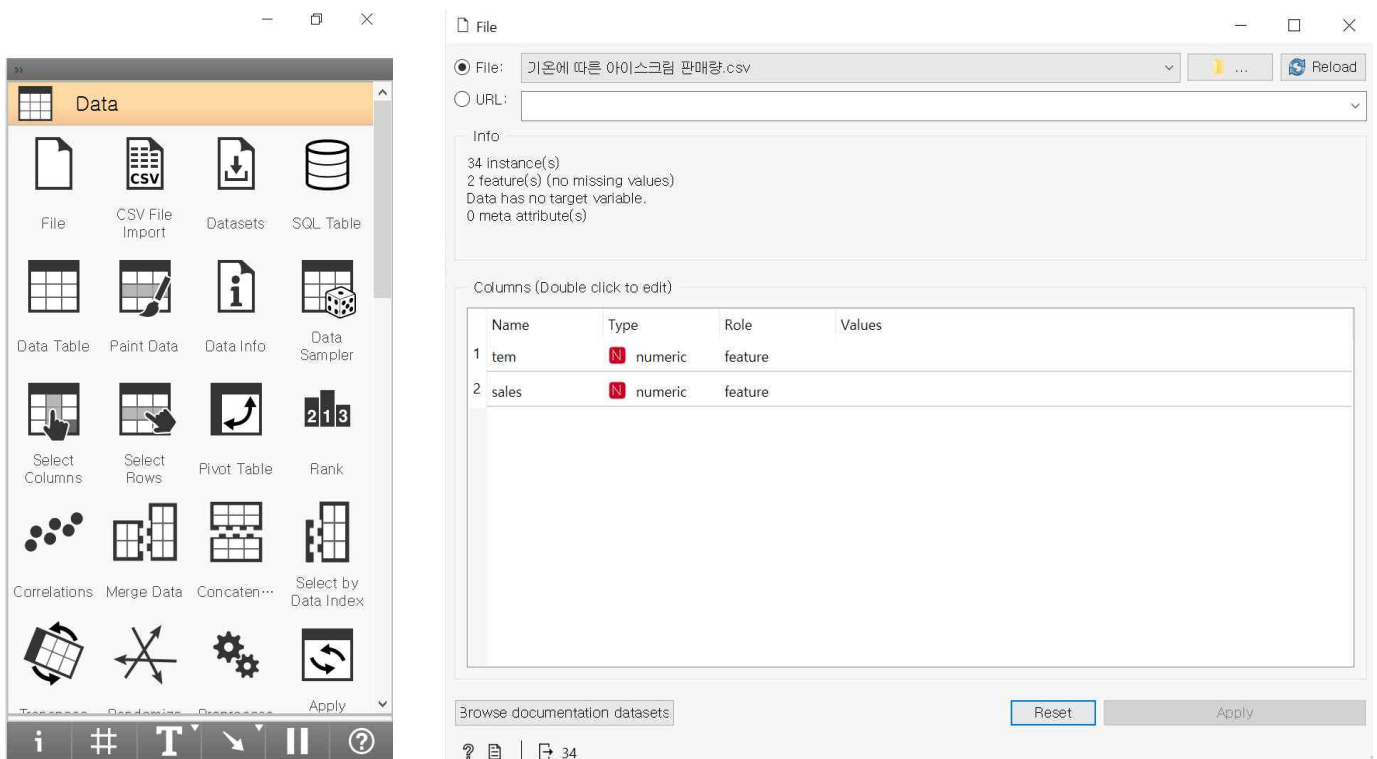 Data
File
CSV File
Import
Datasets
SQL Table
Data Table
Paint Data
Data Info
Data
Sampler
Select
Columns
Select
Rows
Pivot Table
Rank
Correlations
Merge Data
Concaten…
Select by
Data Index
Apply
File
File: 기온에 따른 아이스크림 판매량.csv ... Reload
URL:
Info
34 instance(s)
2 feature(s) (no missing values)
Data has no target variable.
0 meta attribute(s)
Columns (Double click to edit)
Name Type Role Values
1 tem N numeric feature
2 sales N numeric feature
Browse documentation datasets Reset Apply
? 34